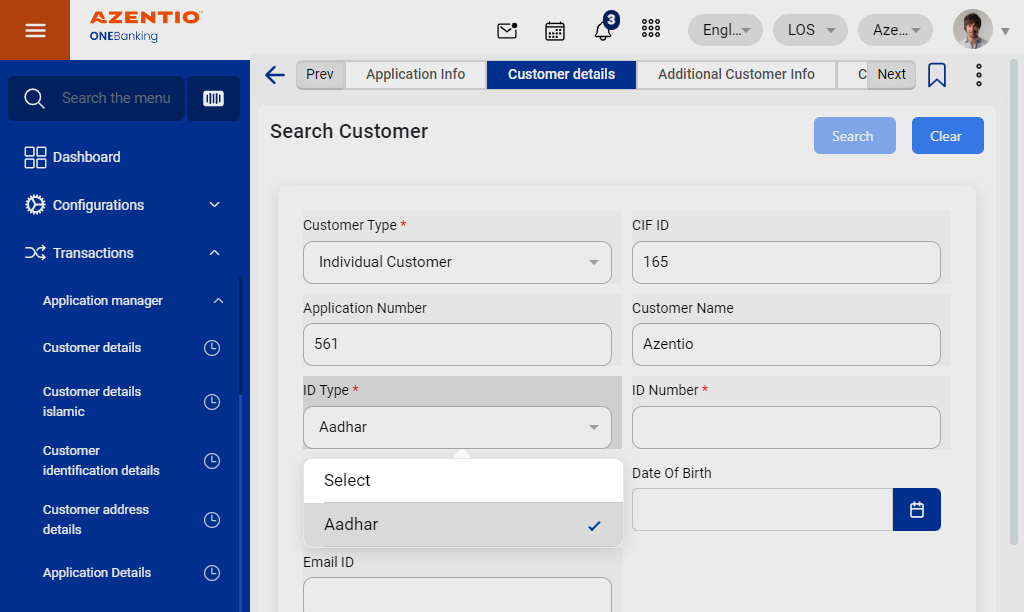 AZENTIO
ONEBanking
3
Engl...
LOS
Aze...
Search the menu
Prev
Application Info
Customer details
Additional Customer Info
C
Next
Dashboard
Configurations
Transactions
Application manager
Customer details
Customer details
islamic
Customer
identification details
Customer address
details
Application Details
Search Customer
Search
Clear
Customer Type *
CIF ID
Individual Customer
165
Application Number
Customer Name
561
Azentio
ID Type *
ID Number *
Aadhar
Select
Aadhar
Date Of Birth
Email ID